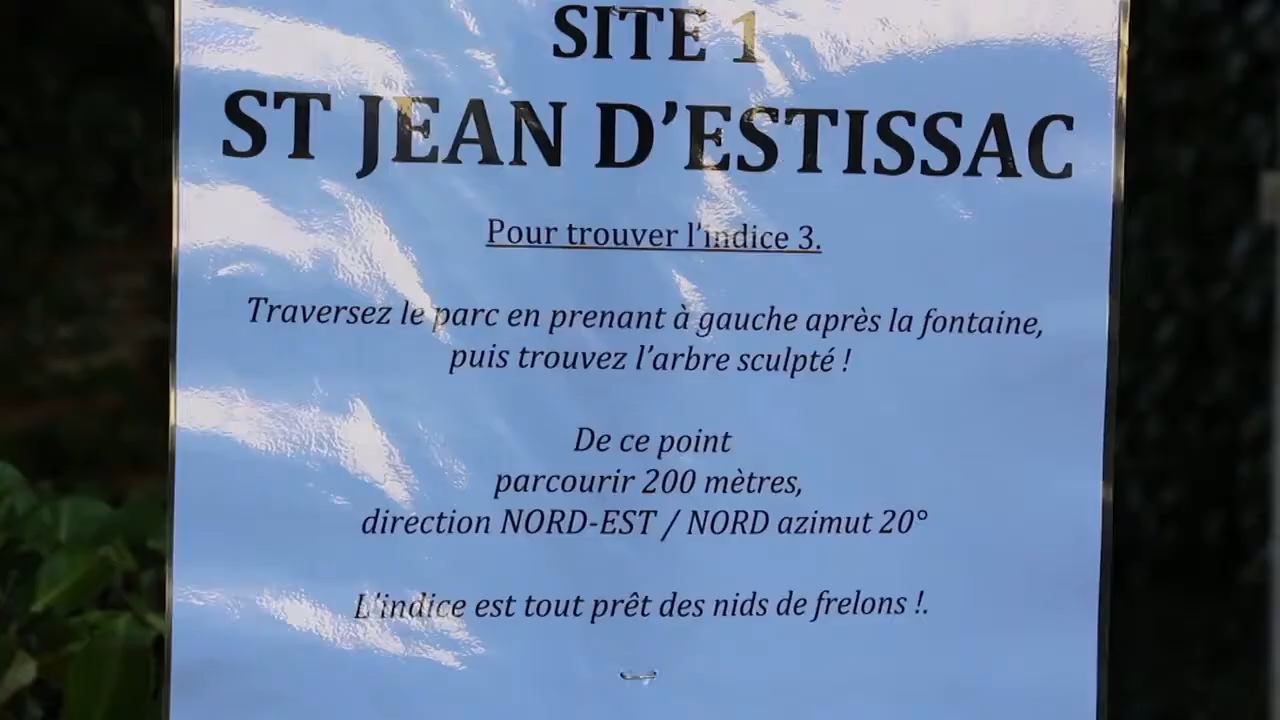 SITE 1
ST JEAN D'ESTISSAC
Pour trouver l'indice 3.
Traversez le parc en prenant à gauche après la fontaine,
puis trouvez l'arbre sculpté !
De ce point
parcourir 200 mètres,
direction NORD-EST / NORD azimut 20°
L'indice est tout prêt des nids de frelons !.